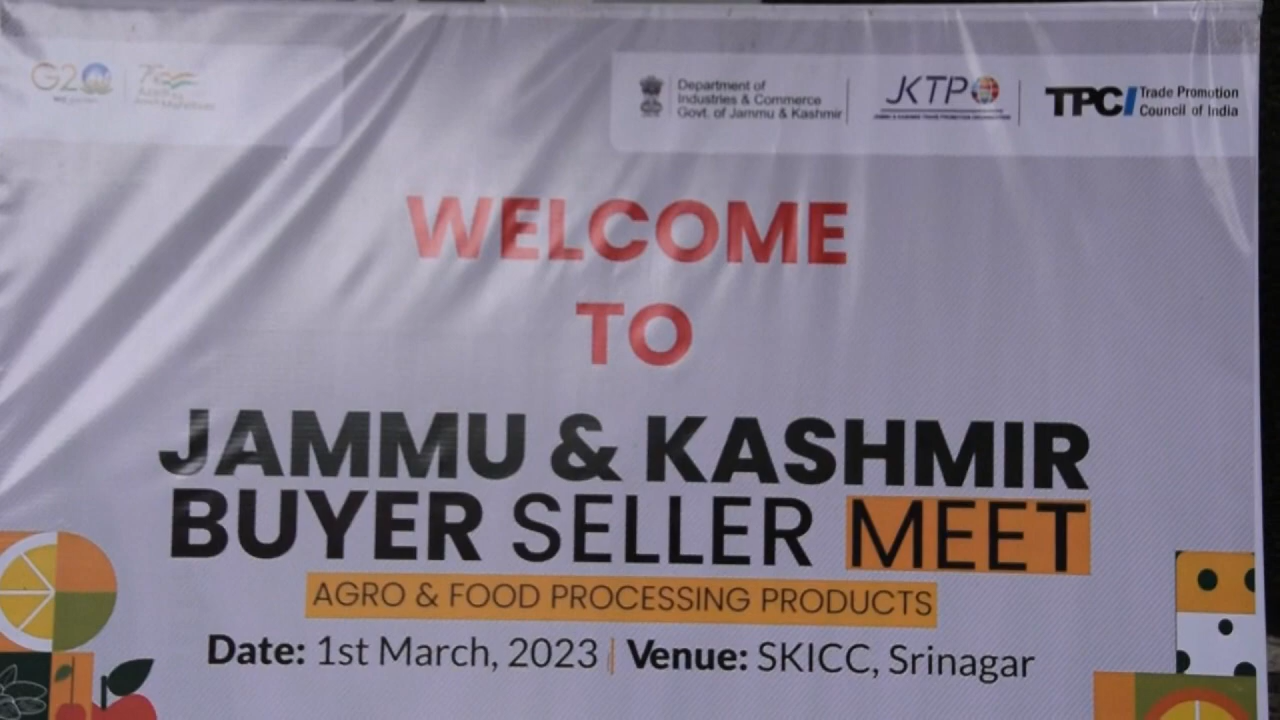 G20
Department of
Industries & Commerce
Govt. of Jammu & Kashmir
JKTPO
TPCI
Trade Promotion
Council of India
WELCOME
TO
JAMMU & KASHMIR
BUYER SELLER MEET
AGRO & FOOD PROCESSING PRODUCTS
Date: 1st March, 2023 | Venue: SKICC, Srinagar